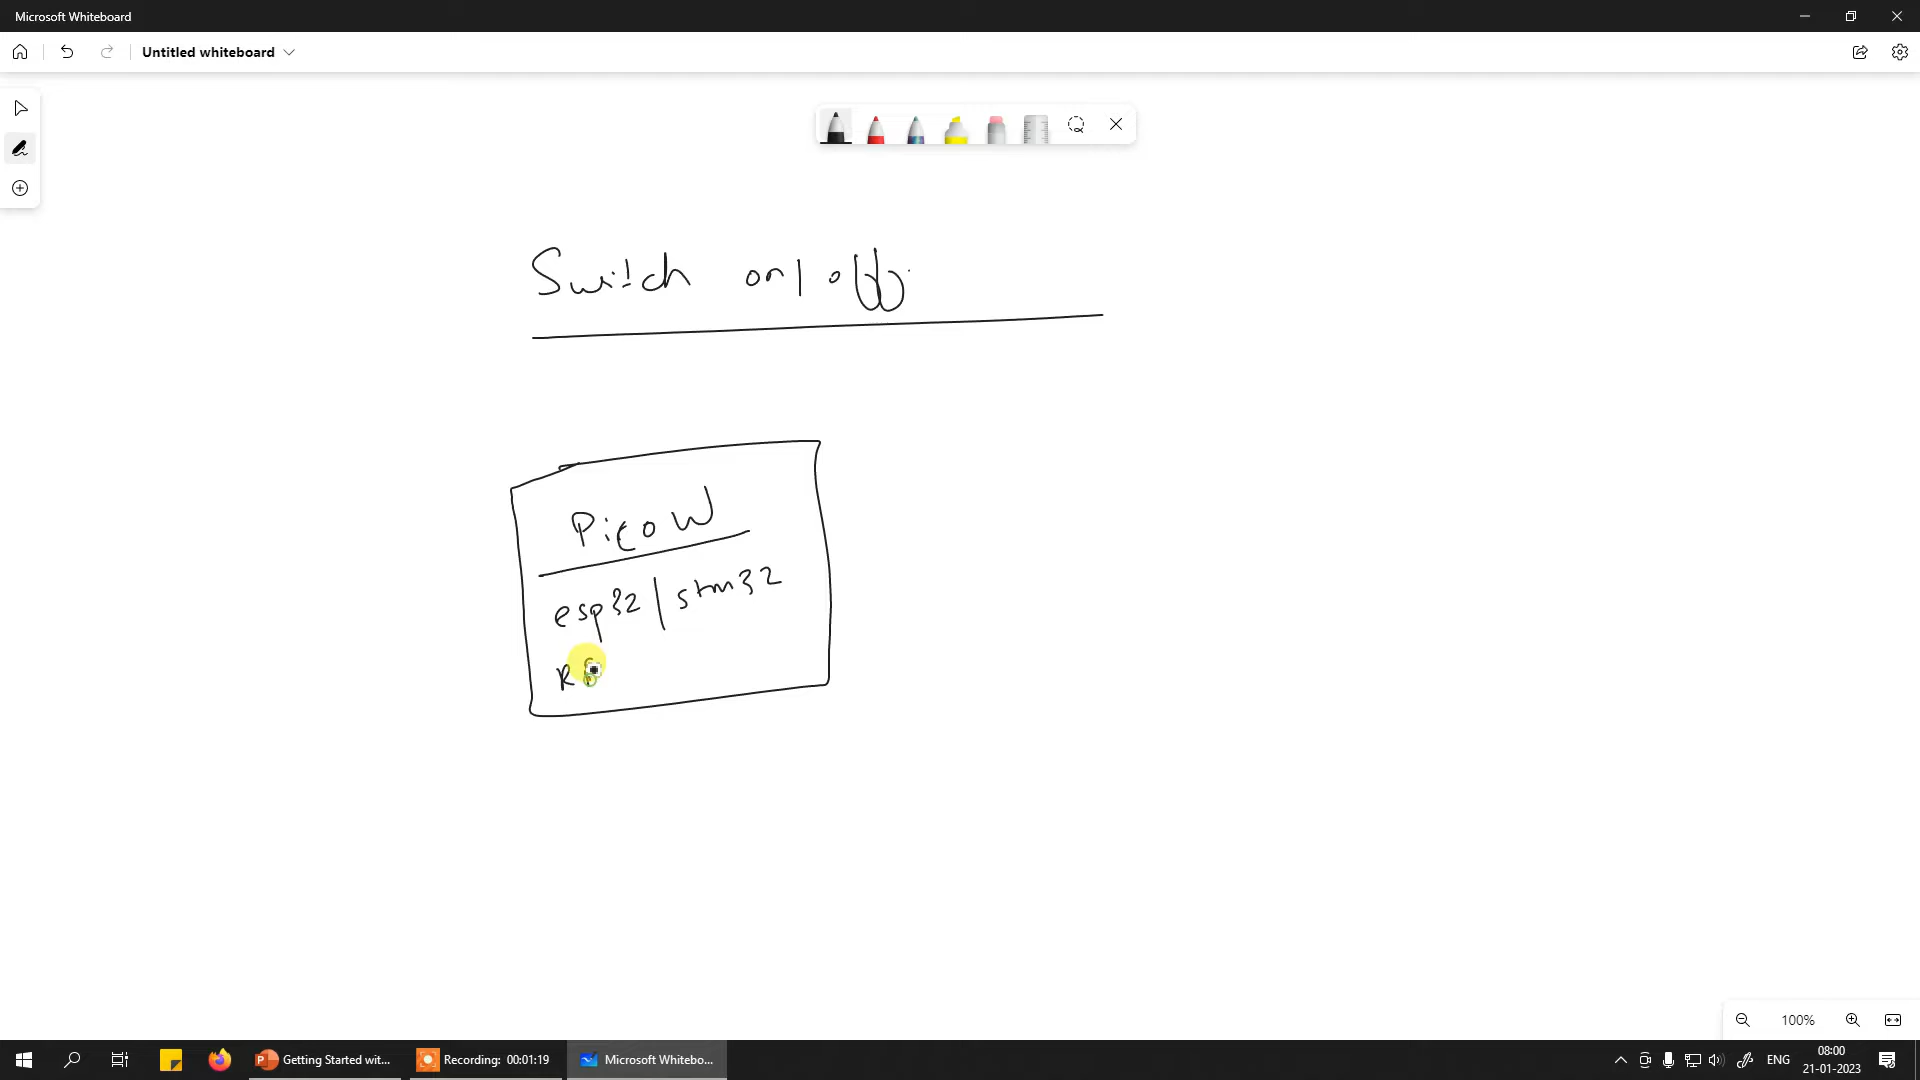 Microsoft Whiteboard
Untitled whiteboard
Switch on/off
Pico W
esp32/stm32
100%
Getting Started wit...
Recording: 00:01:19
Microsoft Whitebo...
ENG
08:00
21-01-2023